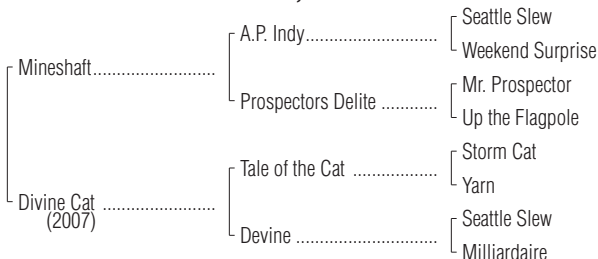 Seattle Slew
A.P. Indy
Weekend Surprise
Mineshaft
Mr. Prospector
Prospectors Delite
Up the Flagpole
Storm Cat
Tale of the Cat
Yarn
Divine Cat
(2007)
Seattle Slew
Devine
Milliardaire